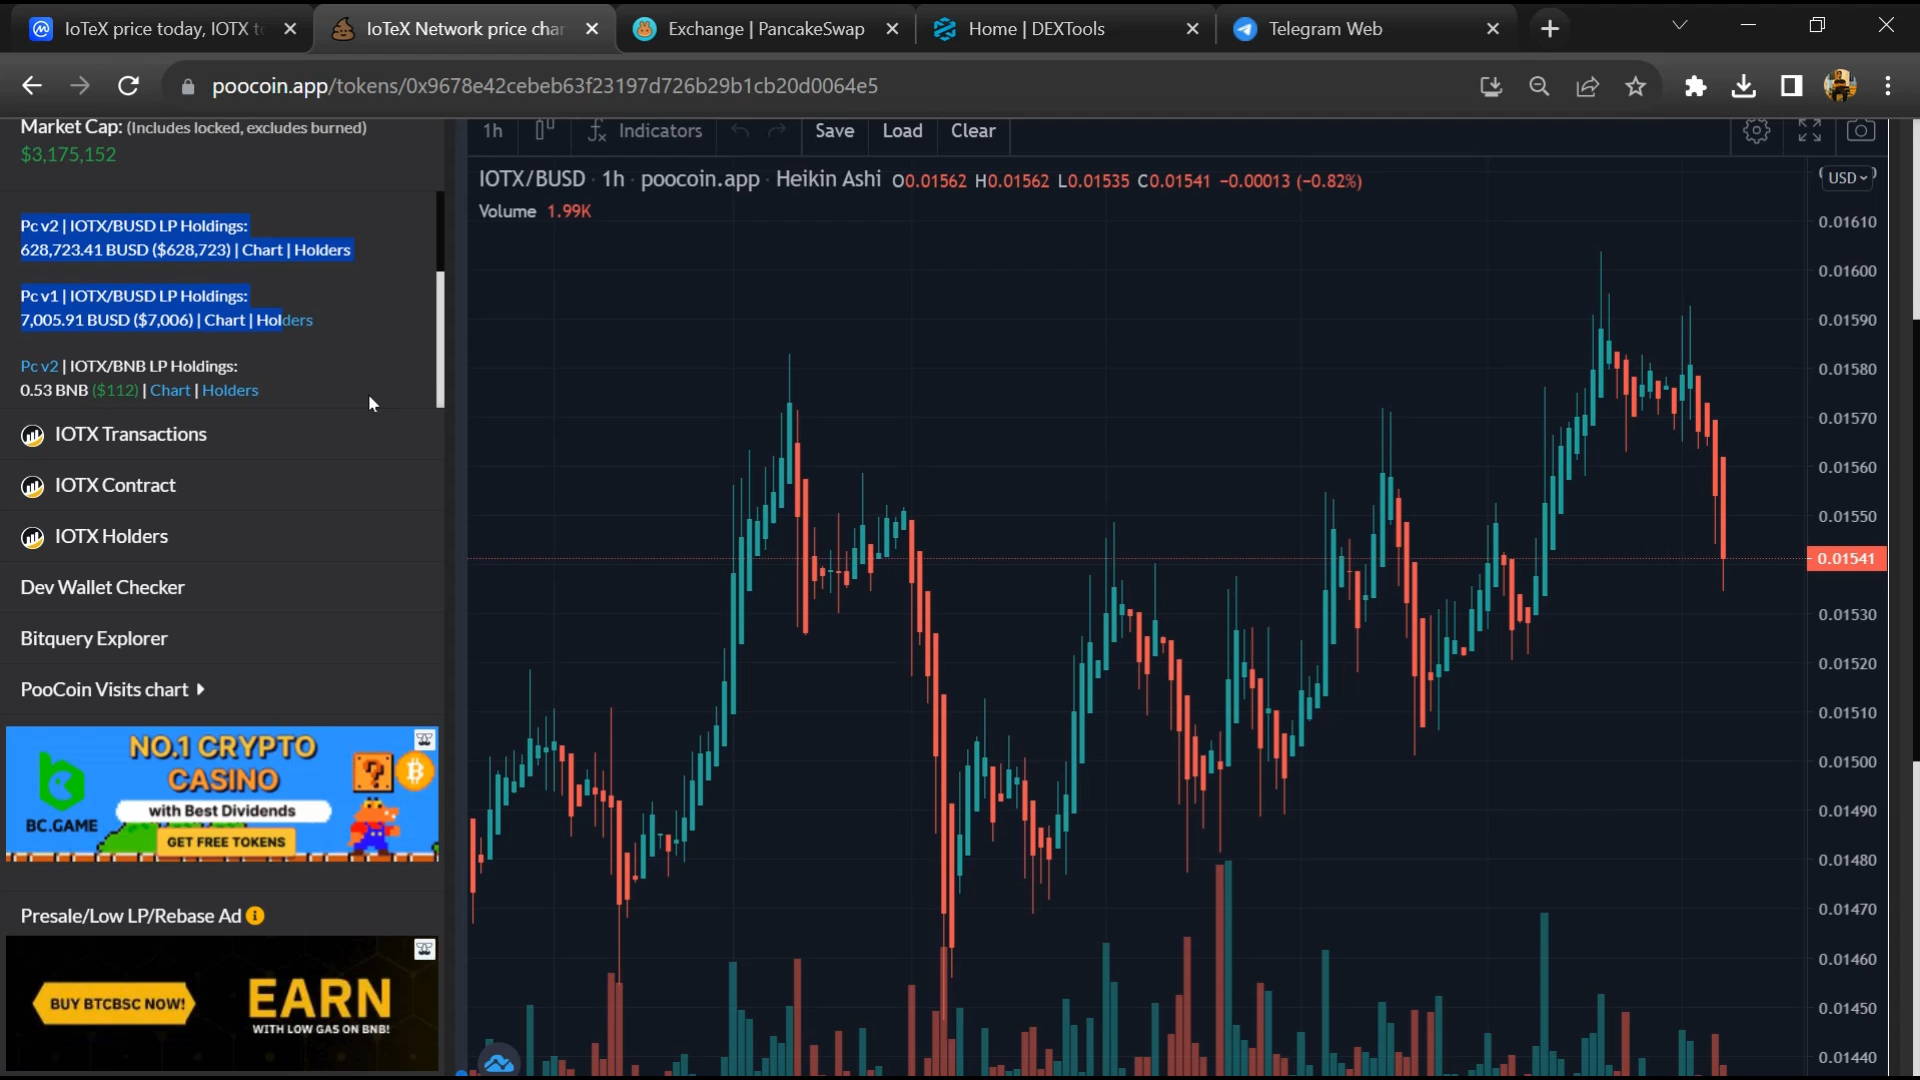 IoTeX price today, IOTX t
IoTeX Network price char
Exchange | PancakeSwap
Home | DEXTools
Telegram Web
poocoin.app/tokens/0x9678e42cebeb63f23197d726b29b1cb20d0064e5
Market Cap: (Includes locked, excludes burned)
$3,175,152
Pc v2 | IOTX/BUSD LP Holdings:
628,723.41 BUSD ($628,723) | Chart | Holders
Pc v1 | IOTX/BUSD LP Holdings:
7,005.91 BUSD ($7,006) | Chart | Holders
Pc v2 | IOTX/BNB LP Holdings:
0.53 BNB ($112) | Chart | Holders
IOTX Transactions
IOTX Contract
IOTX Holders
Dev Wallet Checker
Bitquery Explorer
PooCoin Visits chart
NO.1 CRYPTO
CASINO
with Best Dividends
BC.GAME
GET FREE TOKENS
Presale/Low LP/Rebase Ad
BUY BTCBSC NOW!
EARN
WITH LOW GAS ON BNB!
1h
Indicators
Save
Load
Clear
IOTX/BUSD · 1h · poocoin.app · Heikin Ashi O0.01562 H0.01562 L0.01535 C0.01541 −0.00013 (−0.82%)
Volume 1.99K
USD
0.01610
0.01600
0.01590
0.01580
0.01570
0.01560
0.01550
0.01541
0.01530
0.01520
0.01510
0.01500
0.01490
0.01480
0.01470
0.01460
0.01450
0.01440